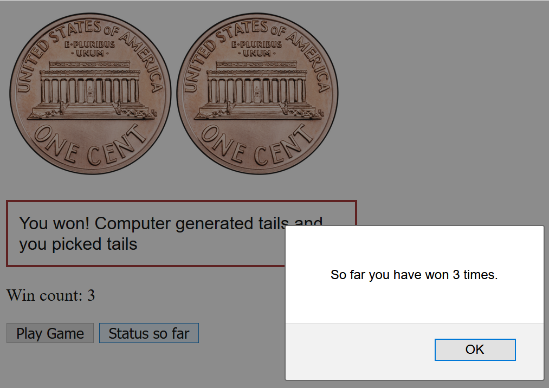 UNITED STATES OF AMERICA
E·PLURIBUS
·UNUM·
ONE CENT
UNITED STATES OF AMERICA
E·PLURIBUS
·UNUM·
ONE CENT
You won! Computer generated tails and
you picked tails
So far you have won 3 times.
Win count: 3
Play Game
Status so far
OK